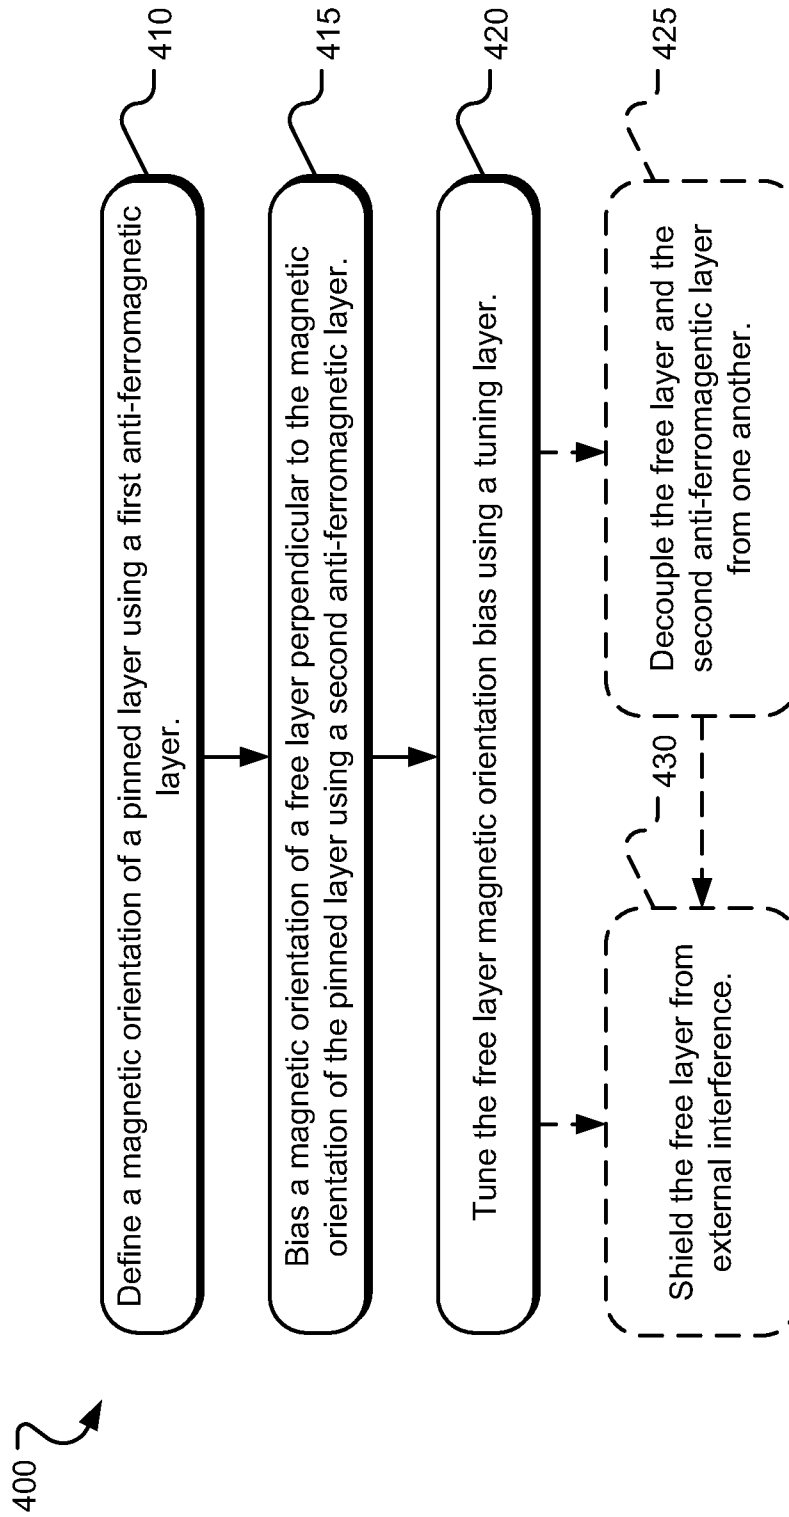 400
Define a magnetic orientation of a pinned layer using a first anti-ferromagnetic
layer.
410
Bias a magnetic orientation of a free layer perpendicular to the magnetic
orientation of the pinned layer using a second anti-ferromagnetic layer.
415
Tune the free layer magnetic orientation bias using a tuning layer.
420
Shield the free layer from
external interference.
430
Decouple the free layer and the
second anti-ferromagentic layer
from one another.
425